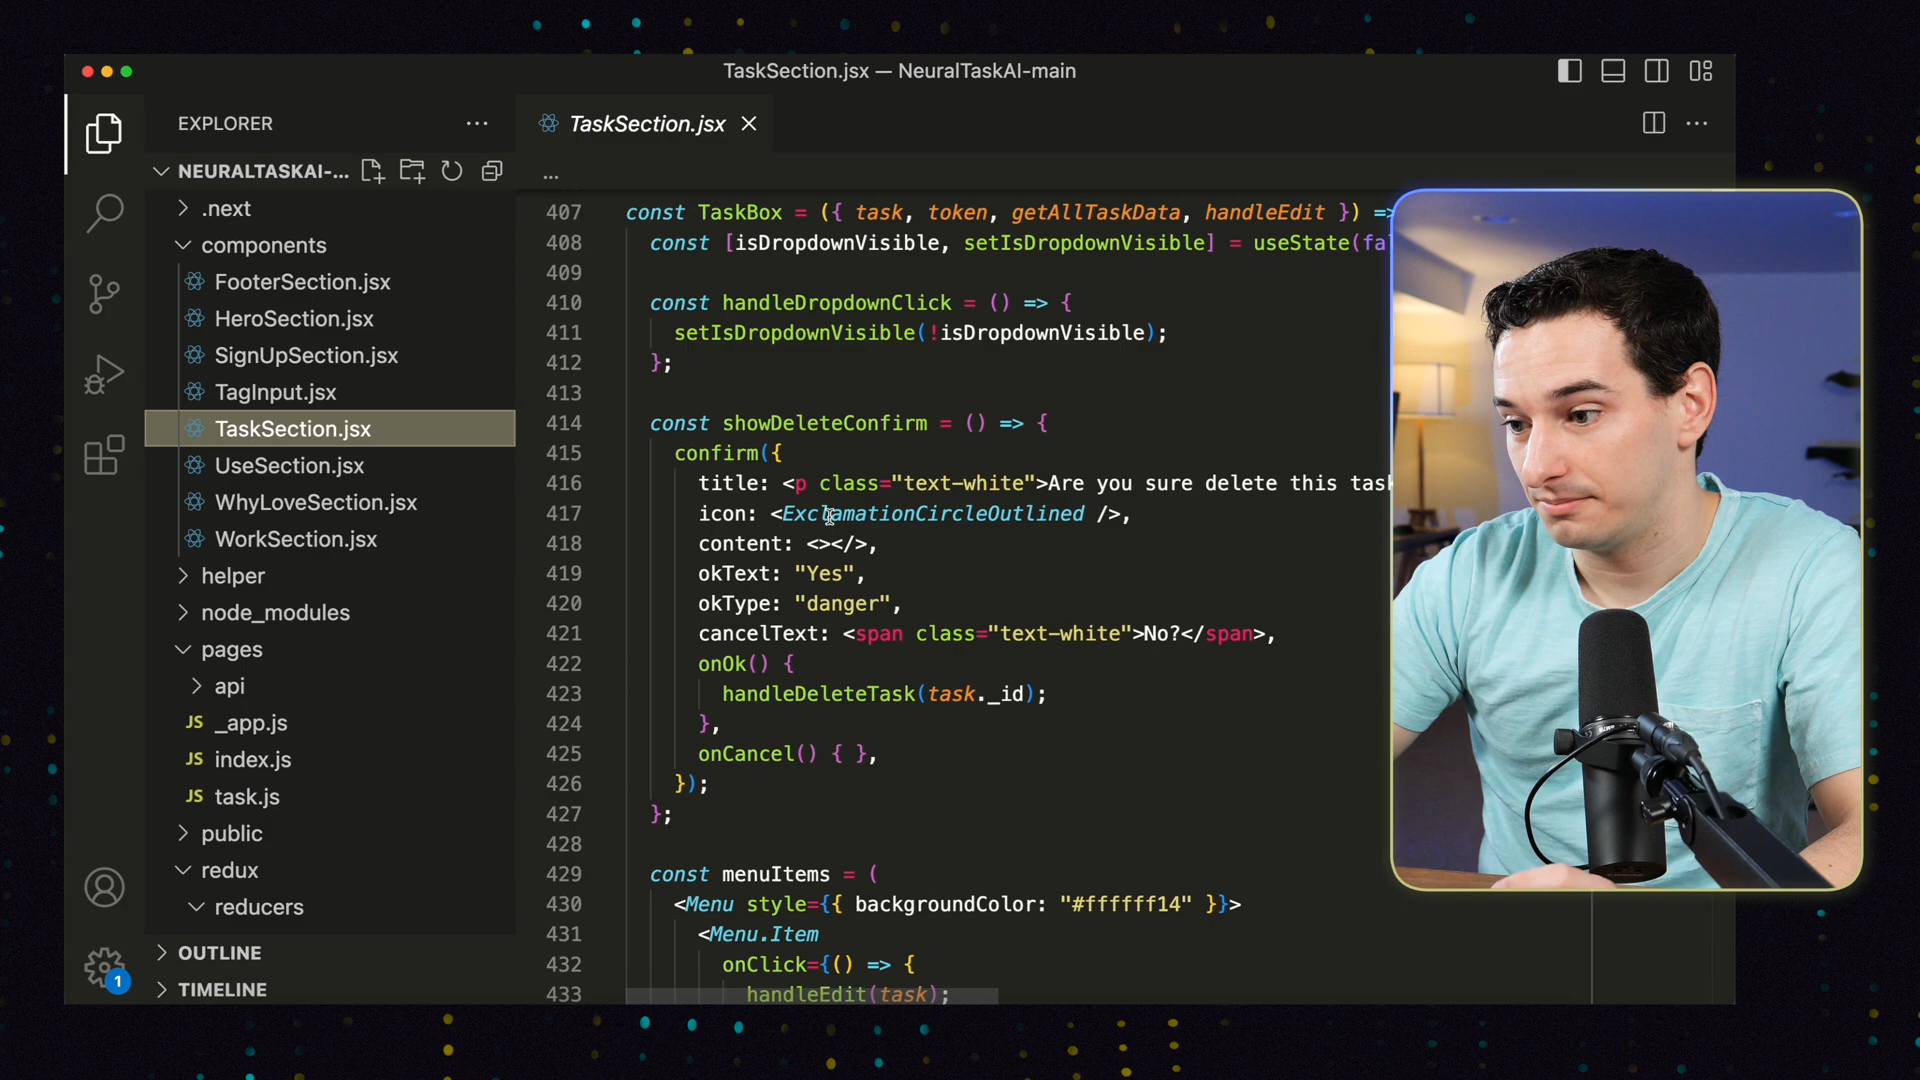 TaskSection.jsx — NeuralTaskAI-main
EXPLORER
NEURALTASKAI-...
.next
components
FooterSection.jsx
HeroSection.jsx
SignUpSection.jsx
TagInput.jsx
TaskSection.jsx
UseSection.jsx
WhyLoveSection.jsx
WorkSection.jsx
helper
node_modules
pages
api
JS _app.js
JS index.js
JS task.js
public
redux
reducers
OUTLINE
TIMELINE
1
TaskSection.jsx
...
407 const TaskBox = ({ task, token, getAllTaskData, handleEdit }) =>
408 const [isDropdownVisible, setIsDropdownVisible] = useState(fal
409
410 const handleDropdownClick = () => {
411 setIsDropdownVisible(!isDropdownVisible);
412 };
413
414 const showDeleteConfirm = () => {
415 confirm({
416 title: <p class="text-white">Are you sure delete this task
417 icon: <ExclamationCircleOutlined />,
418 content: <></>,
419 okText: "Yes",
420 okType: "danger",
421 cancelText: <span class="text-white">No?</span>,
422 onOk() {
423 handleDeleteTask(task._id);
424 },
425 onCancel() { },
426 });
427 };
428
429 const menuItems = (
430 <Menu style={{ backgroundColor: "#ffffff14" }}>
431 <Menu.Item
432 onClick={() => {
433 handleEdit(task);